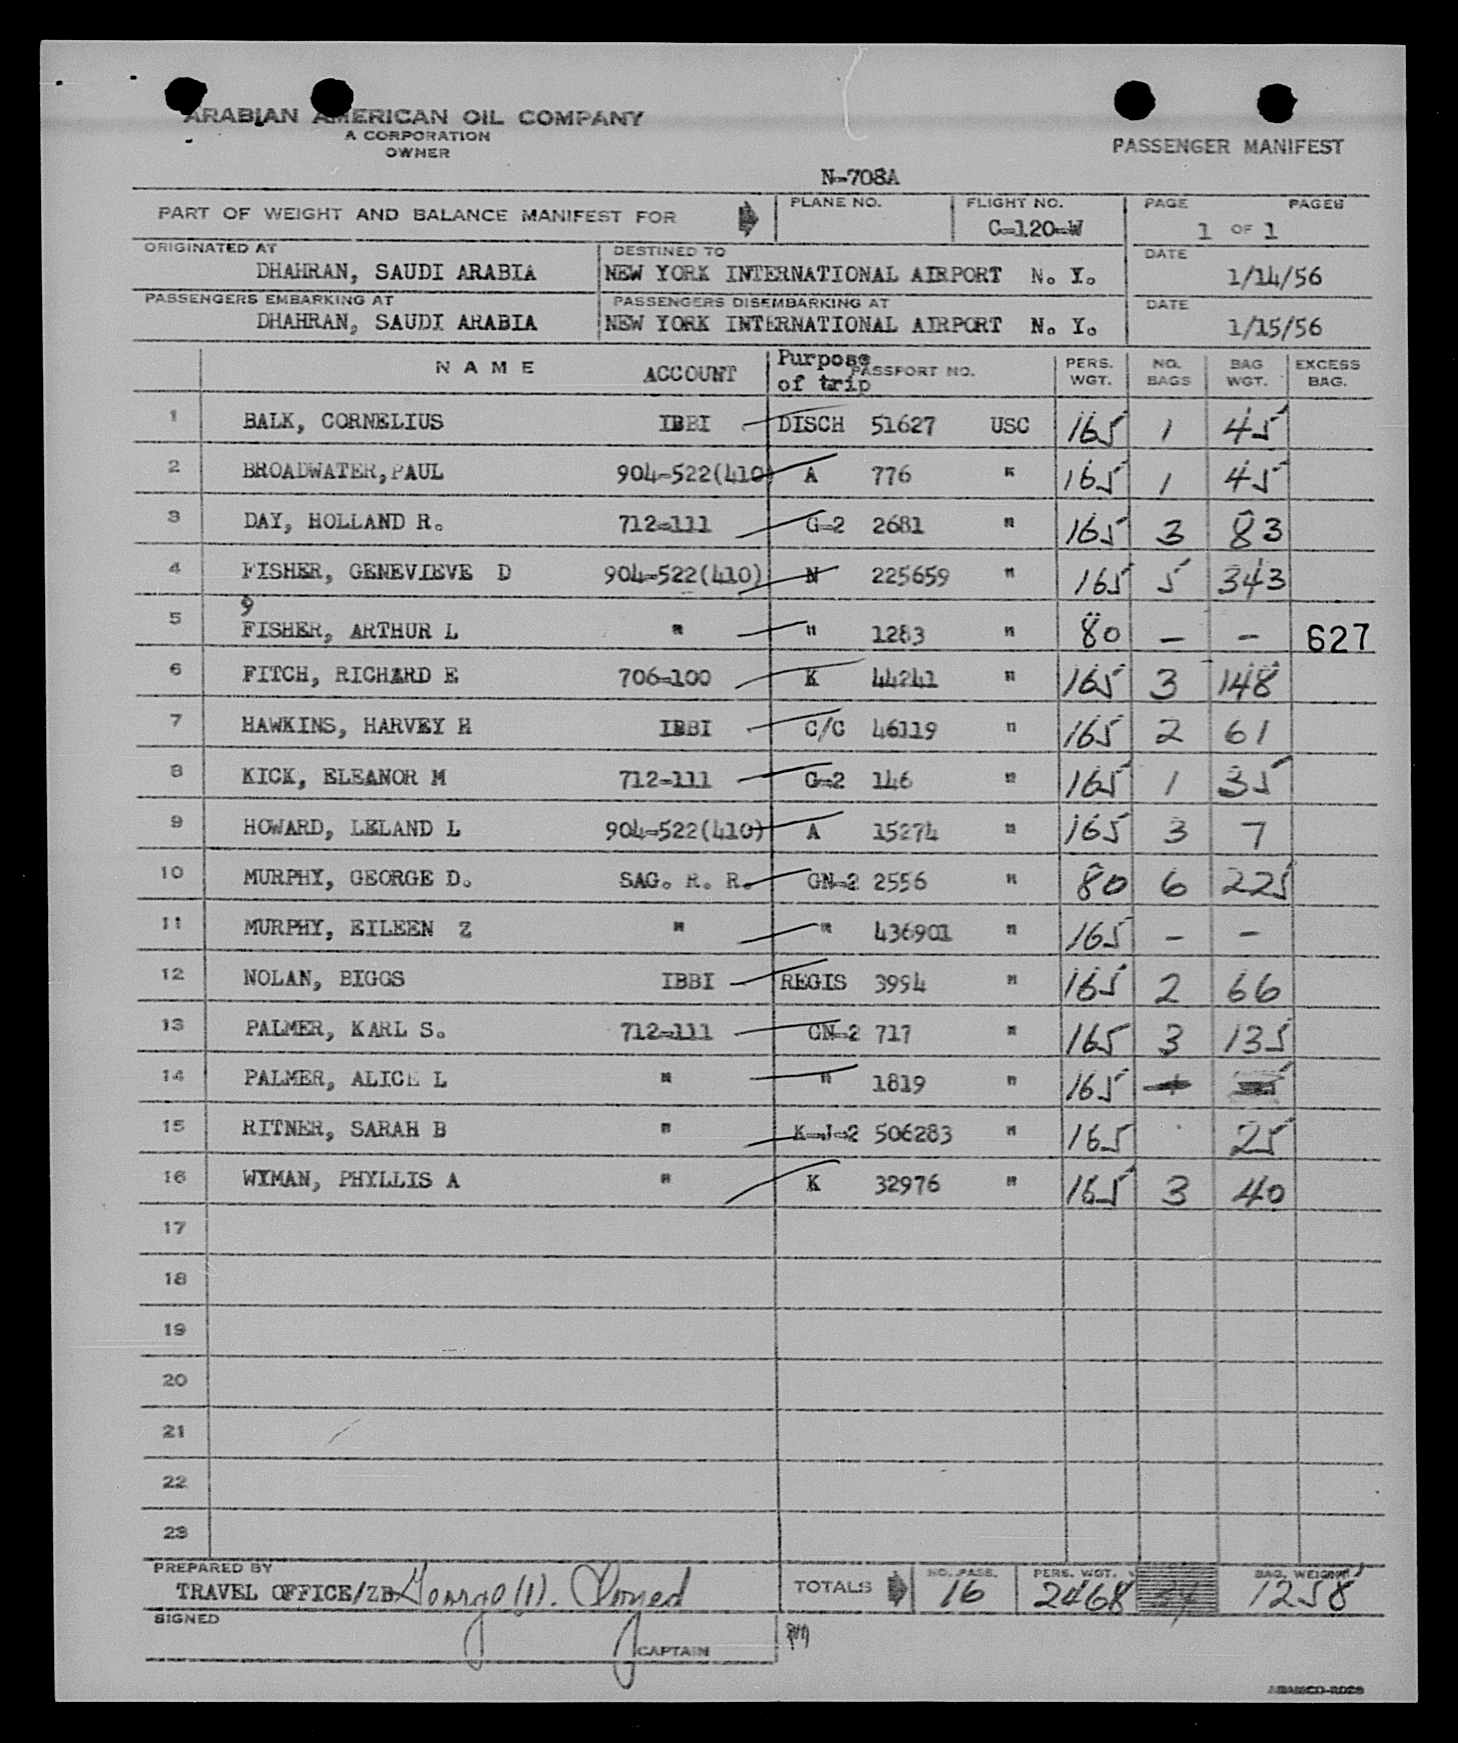 ARABIAN AMERICAN OIL COMPANY
A CORPORATION
OWNER
PASSENGER MANIFEST
N-708A
PART OF WEIGHT AND BALANCE MANIFEST FOR PLANE NO. FLIGHT NO. C-120-W PAGE 1 OF 1 PAGES
ORIGINATED AT DESTINED TO DATE
DHAHRAN, SAUDI ARABIA NEW YORK INTERNATIONAL AIRPORT N. Y. 1/14/56
PASSENGERS EMBARKING AT PASSENGERS DISEMBARKING AT DATE
DHAHRAN, SAUDI ARABIA NEW YORK INTERNATIONAL AIRPORT N. Y. 1/15/56
NAME ACCOUNT Purpose of trip PASSPORT NO. PERS. WGT. NO. BAGS BAG WGT. EXCESS BAG.
1 BALK, CORNELIUS IBBI DISCH 51627 USC 165 1 45
2 BROADWATER, PAUL 904-522(410) A 776 " 165 1 45
3 DAY, HOLLAND R. 712-111 G-2 2681 " 165 3 83
4 FISHER, GENEVIEVE D 904-522(410) N 225659 " 165 5 343
9
5 FISHER, ARTHUR L " " 1283 " 80 - - 627
6 FITCH, RICHARD E 706-100 K 44241 " 165 3 148
7 HAWKINS, HARVEY H IBBI C/C 46119 " 165 2 61
8 KICK, ELEANOR M 712-111 G-2 146 " 165 1 35
9 HOWARD, LELAND L 904-522(410) A 15274 " 165 3 7
10 MURPHY, GEORGE D. SAG. R. R. GN-2 2556 " 80 6 225
11 MURPHY, EILEEN Z " " 436901 " 165 - -
12 NOLAN, BIGGS IBBI REGIS 3994 " 165 2 66
13 PALMER, KARL S. 712-111 GN-2 717 " 165 3 135
14 PALMER, ALICE L " " 1819 " 165
15 RITNER, SARAH B " K-J-2 506283 " 165 25
16 WYMAN, PHYLLIS A " K 32976 " 165 3 40
17
18
19
20
21
22
23
PREPARED BY TOTALS NO. PASS. 16 PERS. WGT. 2468 34 BAG. WEIGHT 1258
TRAVEL OFFICE/ZB
SIGNED
CAPTAIN